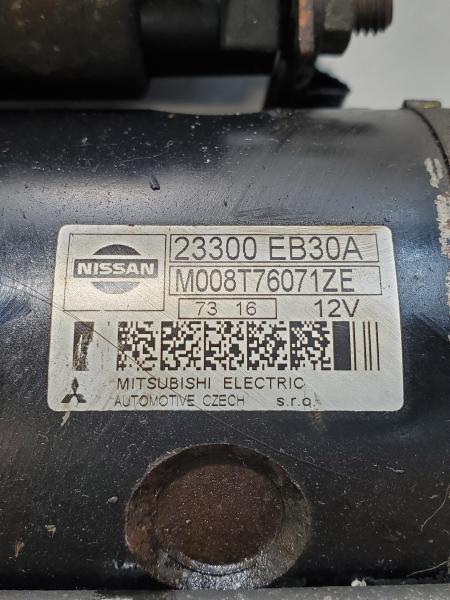 NISSAN
23300 EB30A
M008T76071ZE
73 16 12V
MITSUBISHI ELECTRIC
AUTOMOTIVE CZECH s.r.o.